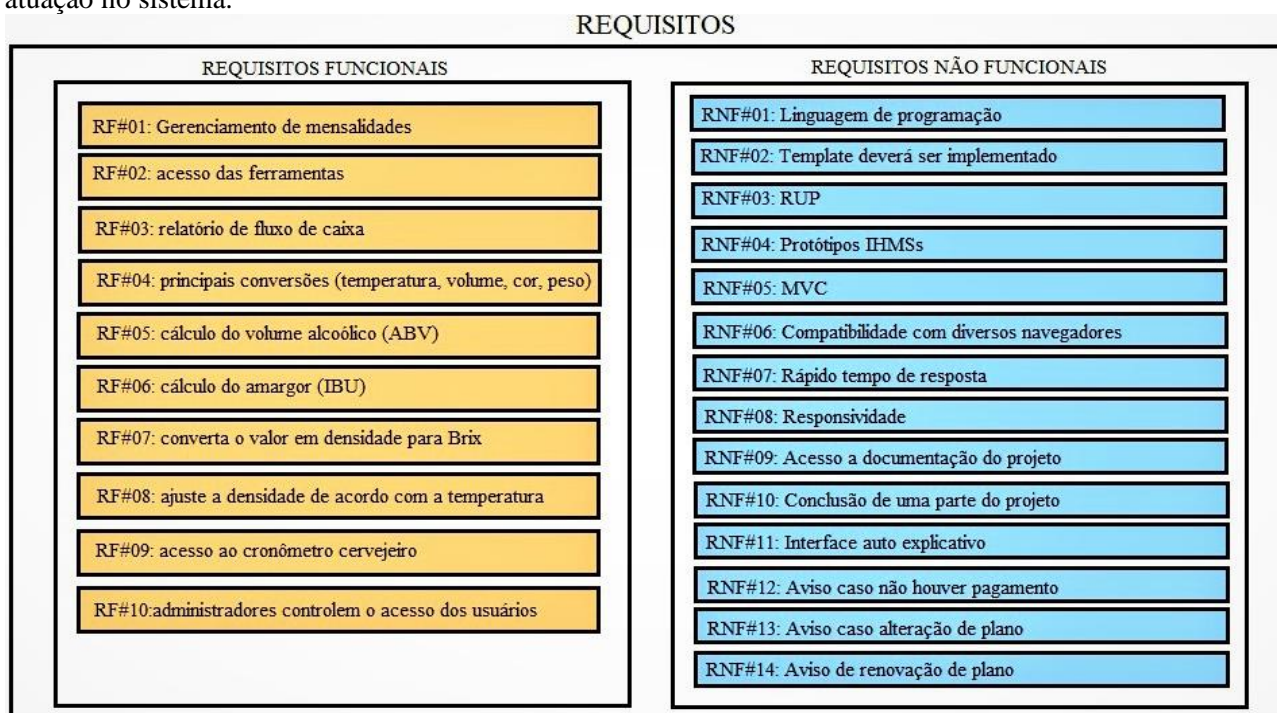 atuação no sistema.
REQUISITOS
REQUISITOS FUNCIONAIS
RF#01: Gerenciamento de mensalidades
RF#02: acesso das ferramentas
RF#03: relatório de fluxo de caixa
RF#04: principais conversões (temperatura, volume, cor, peso)
RF#05: cálculo do volume alcoólico (ABV)
RF#06: cálculo do amargor (IBU)
RF#07: converta o valor em densidade para Brix
RF#08: ajuste a densidade de acordo com a temperatura
RF#09: acesso ao cronômetro cervejeiro
RF#10:administradores controlem o acesso dos usuários
REQUISITOS NÃO FUNCIONAIS
RNF#01: Linguagem de programação
RNF#02: Template deverá ser implementado
RNF#03: RUP
RNF#04: Protótipos IHMSs
RNF#05: MVC
RNF#06: Compatibilidade com diversos navegadores
RNF#07: Rápido tempo de resposta
RNF#08: Responsividade
RNF#09: Acesso a documentação do projeto
RNF#10: Conclusão de uma parte do projeto
RNF#11: Interface auto explicativo
RNF#12: Aviso caso não houver pagamento
RNF#13: Aviso caso alteração de plano
RNF#14: Aviso de renovação de plano